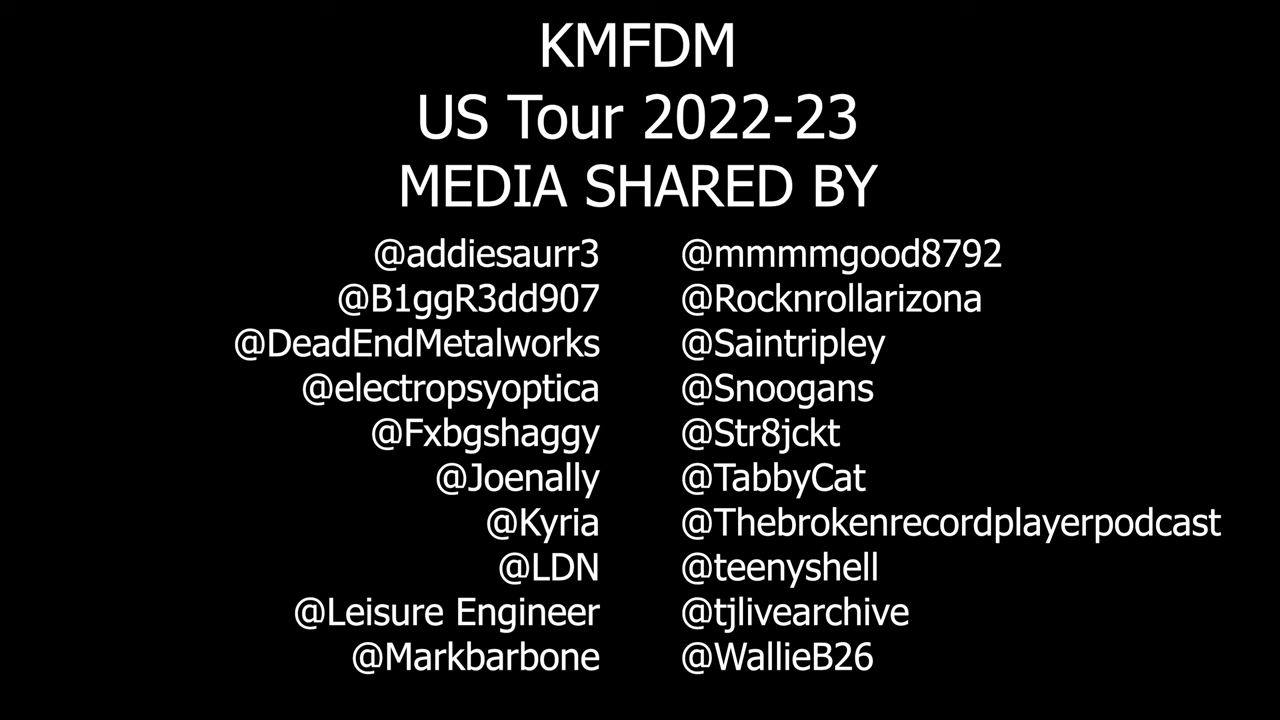 KMFDM
US Tour 2022-23
MEDIA SHARED BY
@addiesaurr3
@B1ggR3dd907
@DeadEndMetalworks
@electropsyoptica
@Fxbgshaggy
@Joenally
@Kyria
@LDN
@Leisure Engineer
@Markbarbone
@mmmmgood8792
@Rocknrollarizona
@Saintripley
@Snoogans
@Str8jckt
@TabbyCat
@Thebrokenrecordplayerpodcast
@teenyshell
@tjlivearchive
@WallieB26